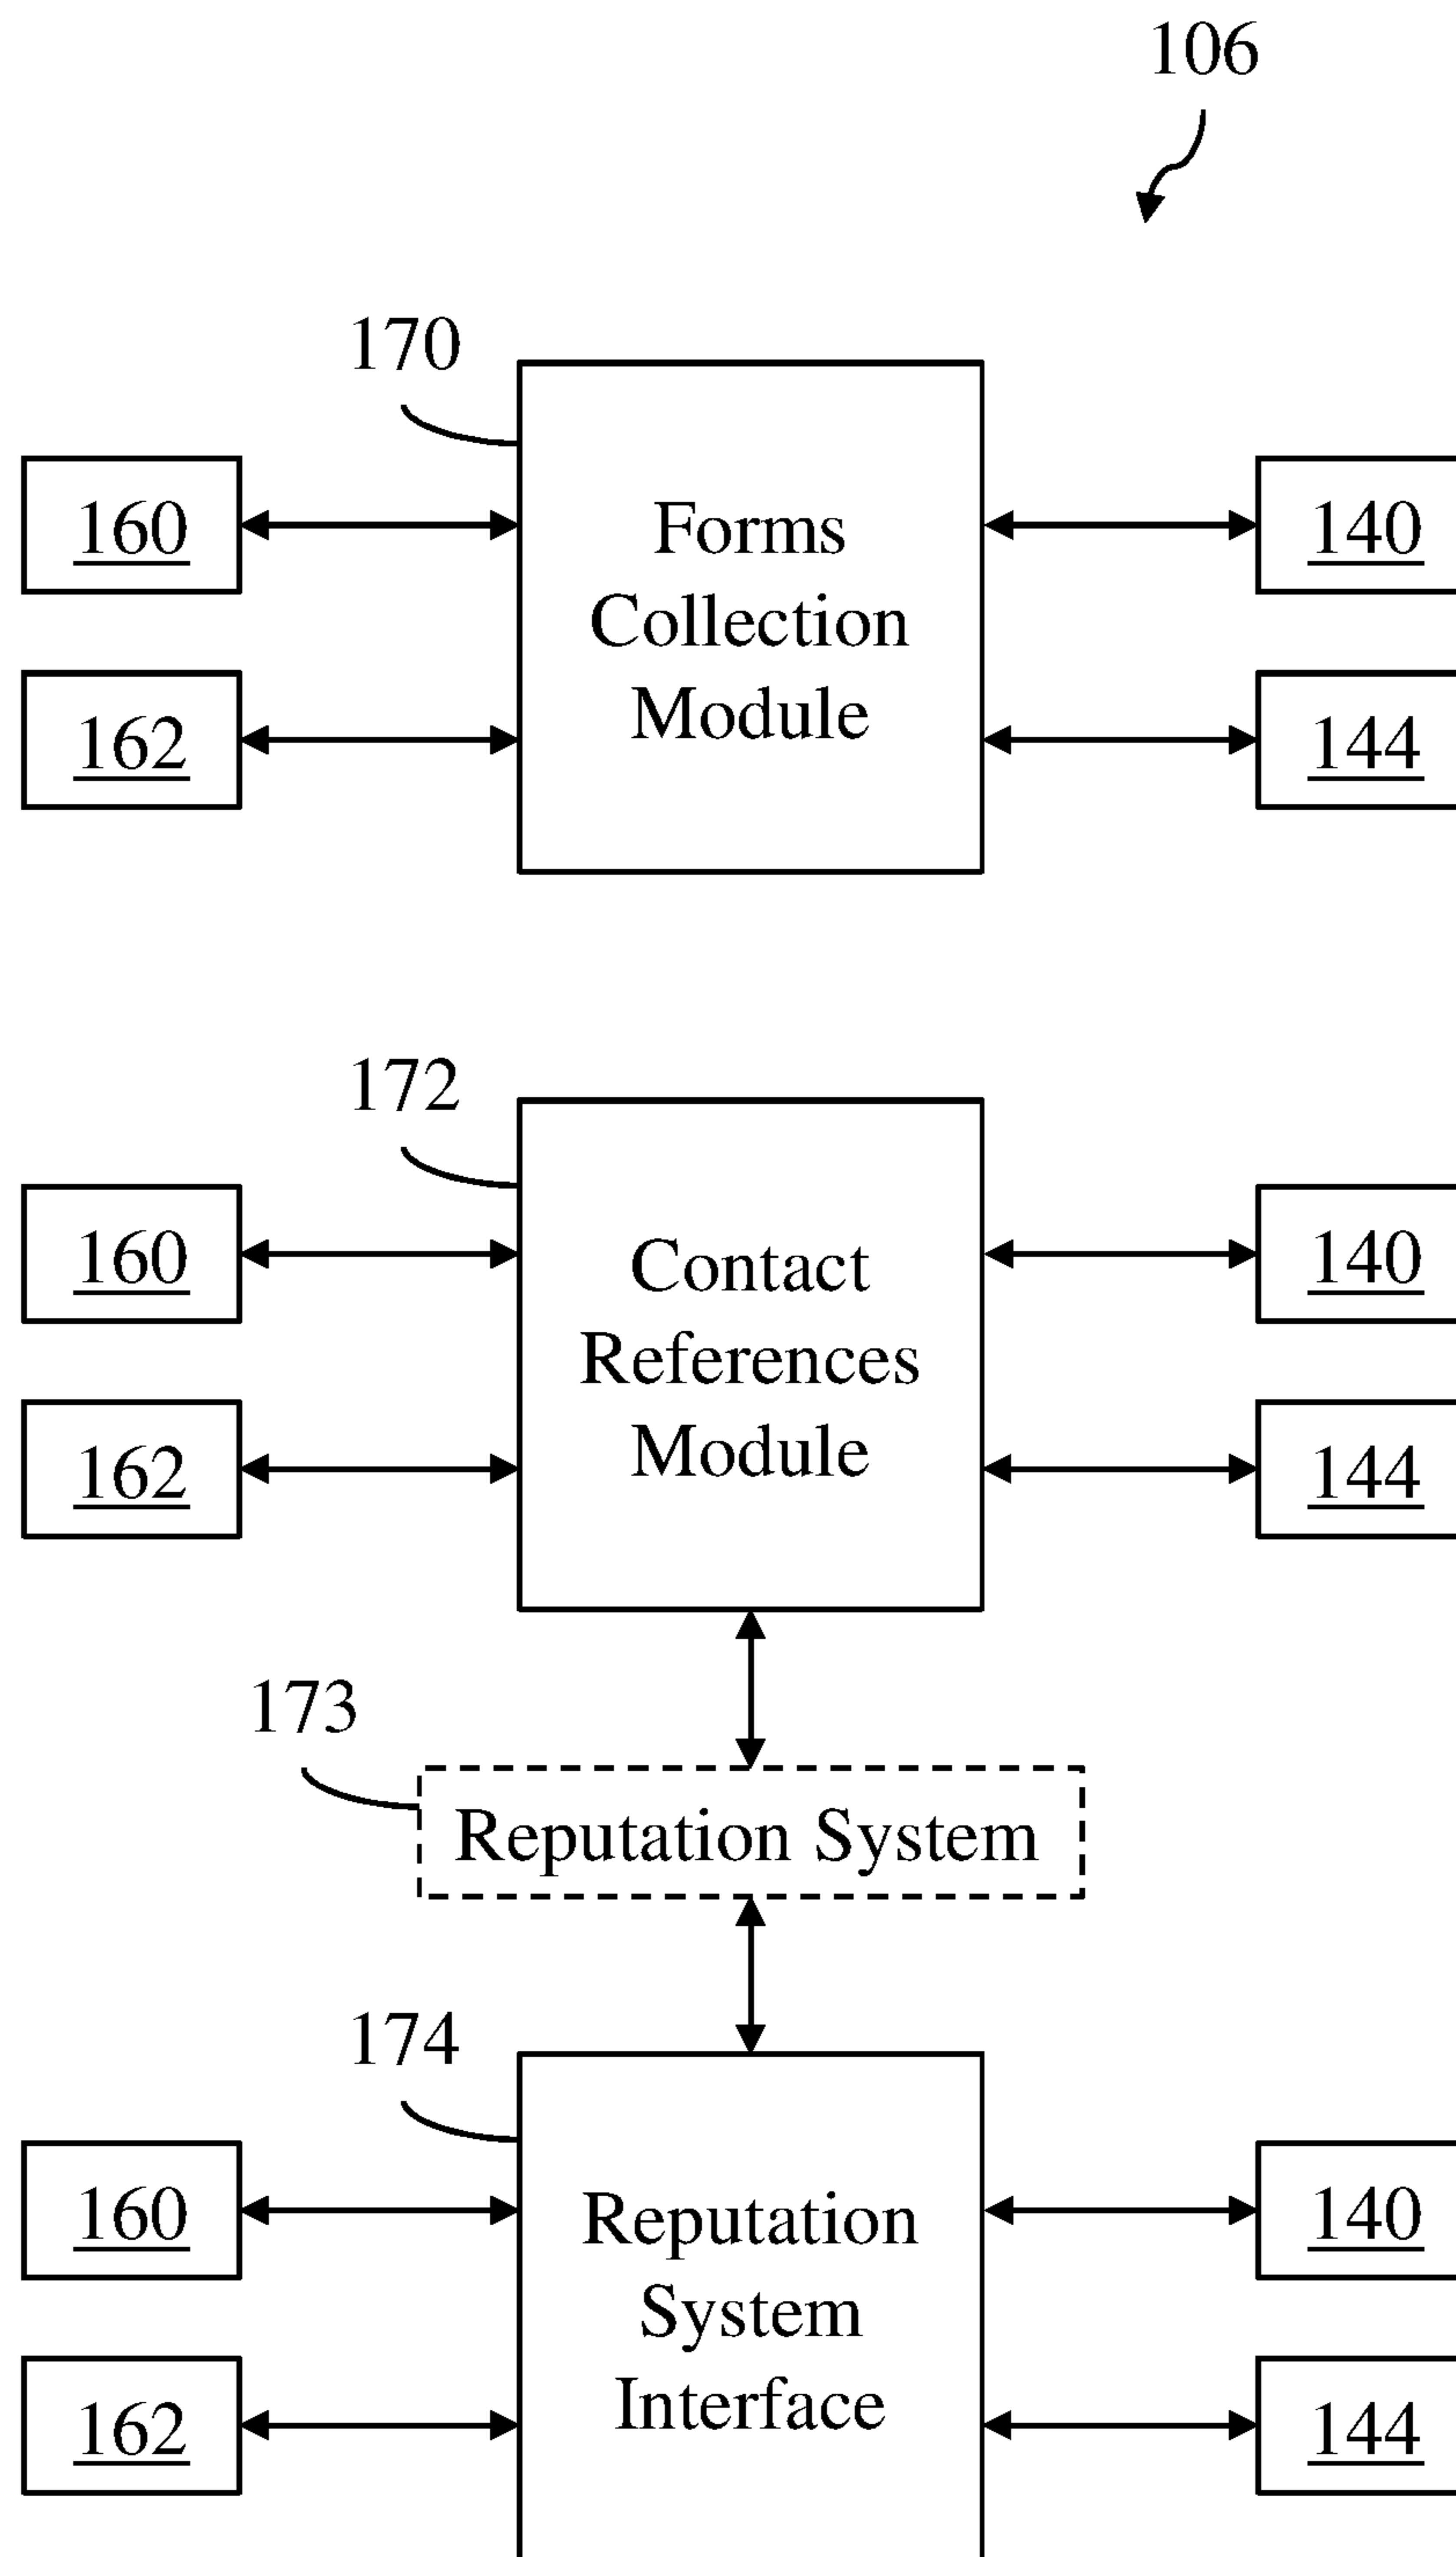 106
170
160
Forms
140
Collection
162
Module
144
172
160
Contact
140
References
162
Module
144
173
Reputation System
174
160
Reputation
140
System
162
Interface
144